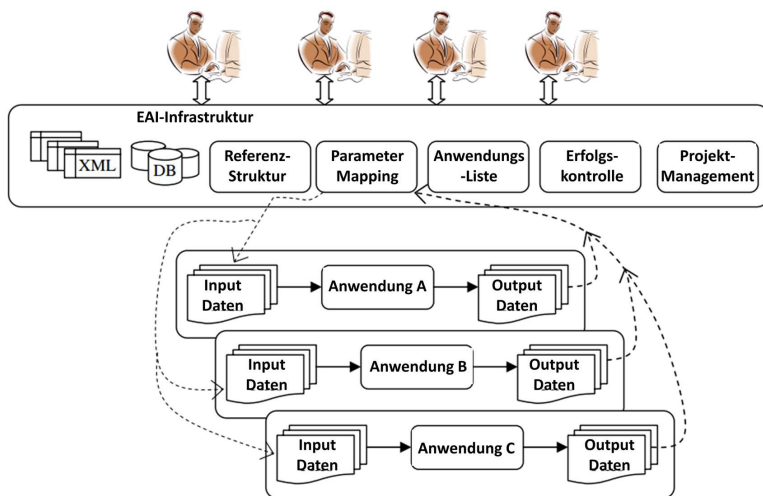 EAI-Infrastruktur
XML
DB
Referenz-
Struktur
Parameter
Mapping
Anwendungs
-Liste
Erfolgs-
kontrolle
Projekt-
Management
Input
Daten
Anwendung A
Output
Daten
Input
Daten
Anwendung B
Output
Daten
Input
Daten
Anwendung C
Output
Daten